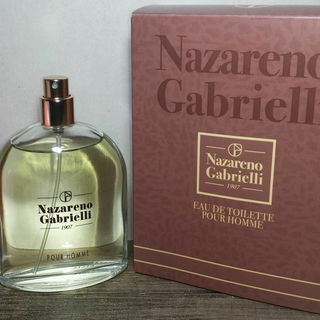 Nazareno
Gabrielli
1907
POUR HOMME
Nazareno
Gabrielli
Nazareno
Gabrielli
1907
EAU DE TOILETTE
POUR HOMME